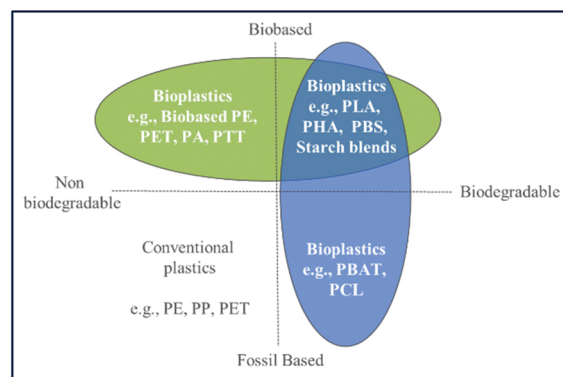 Biobased
Bioplastics
e.g., Biobased PE,
PET, PA, PTT
Bioplastics
e.g., PLA,
PHA, PBS,
Starch blends
Non
biodegradable
Biodegradable
Conventional
plastics
e.g., PE, PP, PET
Bioplastics
e.g., PBAT,
PCL
Fossil Based